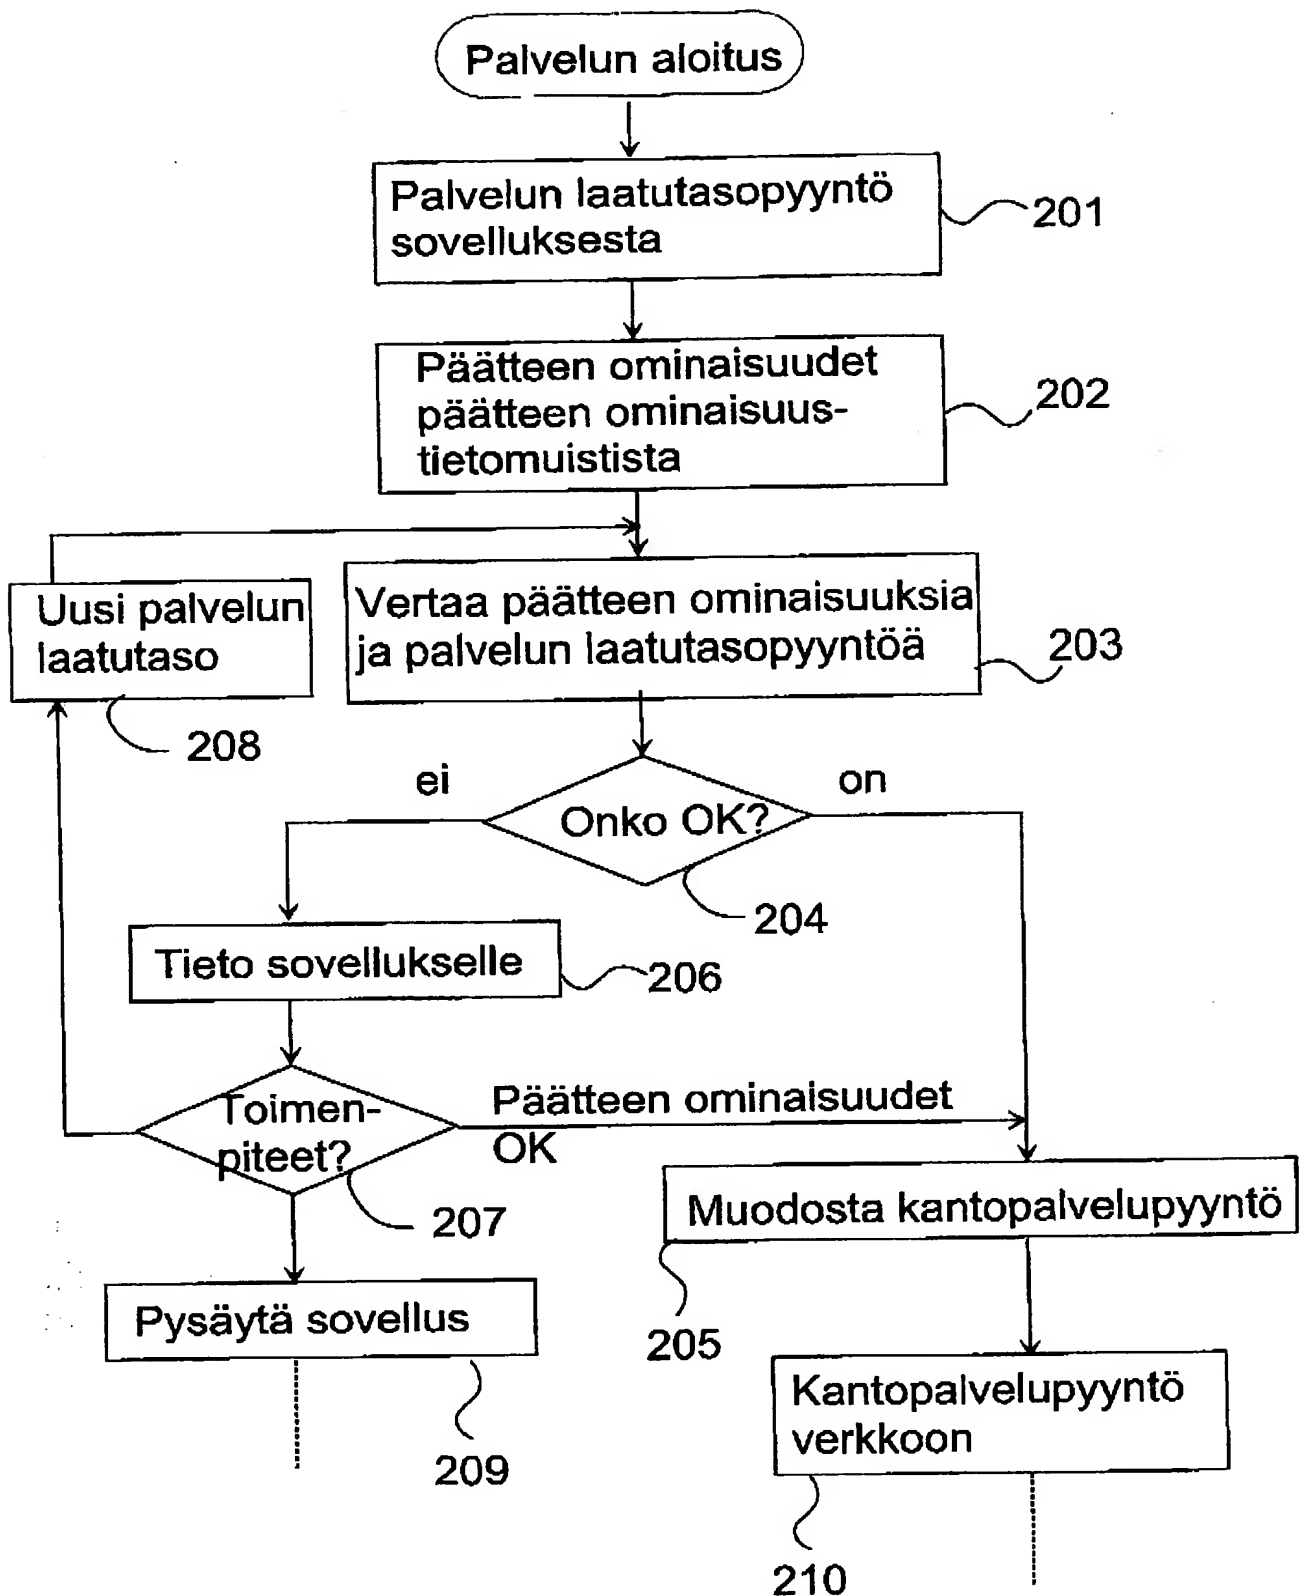 Palvelun aloitus
Palvelun laatutasopyyntö
sovelluksesta
201
Päätteen ominaisuudet
päätteen ominaisuus-
tietomuistista
202
Uusi palvelun
laatutaso
208
Vertaa päätteen ominaisuuksia
ja palvelun laatutasopyyntöä
203
ei
on
Onko OK?
204
Tieto sovellukselle
206
Toimen-
piteet?
207
Päätteen ominaisuudet
OK
Muodosta kantopalvelupyyntö
205
Pysäytä sovellus
209
Kantopalvelupyyntö
verkkoon
210